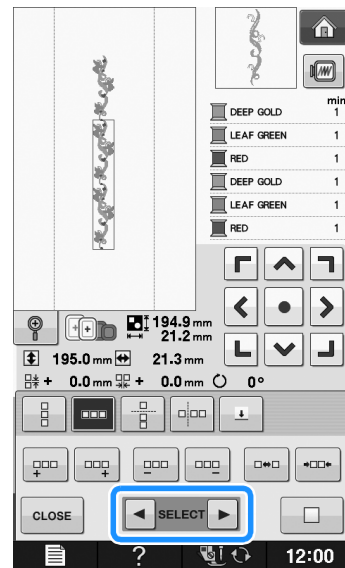 min
DEEP GOLD 1
LEAF GREEN 1
RED 1
DEEP GOLD 1
LEAF GREEN 1
RED 1
194.9 mm
21.2 mm
195.0 mm 21.3 mm
+ 0.0 mm + 0.0 mm 0°
CLOSE SELECT
? 12:00